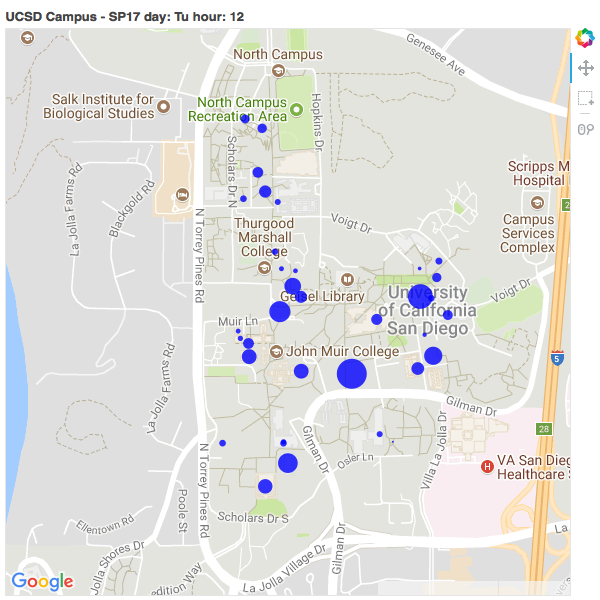 UCSD Campus - SP17 day: Tu hour: 12
Genesee Ave
North Campus
Salk Institute for
Biological Studies
North Campus
Recreation Area
Hopkins Dr
Scholars Dr N
La Jolla Farms Rd
Blackgold Rd
N Torrey Pines Rd
Scripps M
Hospital
2
Campus
Services
Complex
Voigt Dr
Thurgood
Marshall
College
Geisel Library
University
of California
San Diego
Voigt Dr
Muir Ln
John Muir College
5
La Jolla Farms Rd
Gilman Dr
28
N Torrey Pines Rd
Gilman Dr
Osler Ln
Villa La Jolla Dr
H
VA San Dieg
Healthcare S
Poole St
Ellentown Rd
Scholars Dr S
La Jolla Shores Dr
Gilman Dr
La
La Jolla Village Dr
edition Way
Google